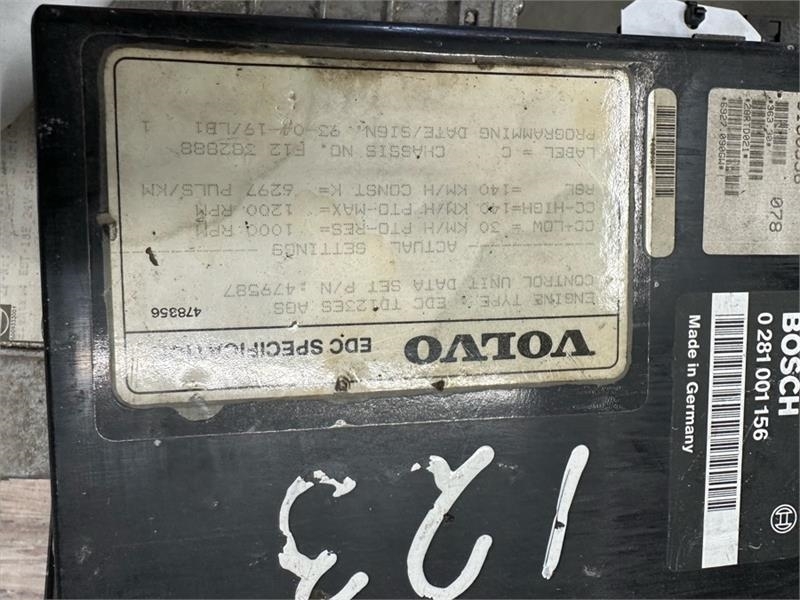 VOLVO
EDC SPECIFICATION
478356
ENGINE TYPE: EDC TD123ES AGS
CONTROL UNIT DATA SET P/N: 479587
ACTUAL SETTINGS
CC-LOW = 30 KM/H PTO-RES= 1000 RPM
CC-HIGH=140 KM/H PTO-MAX= 1200 RPM
RSL =140 KM/H CONST K= 6297 PULS/KM
LABEL = C CHASSIS NO. F12 382888
PROGRAMMING DATE/SIGN. 93-04-19/LB1 1
BOSCH
0 281 001 156
Made in Germany
078
123